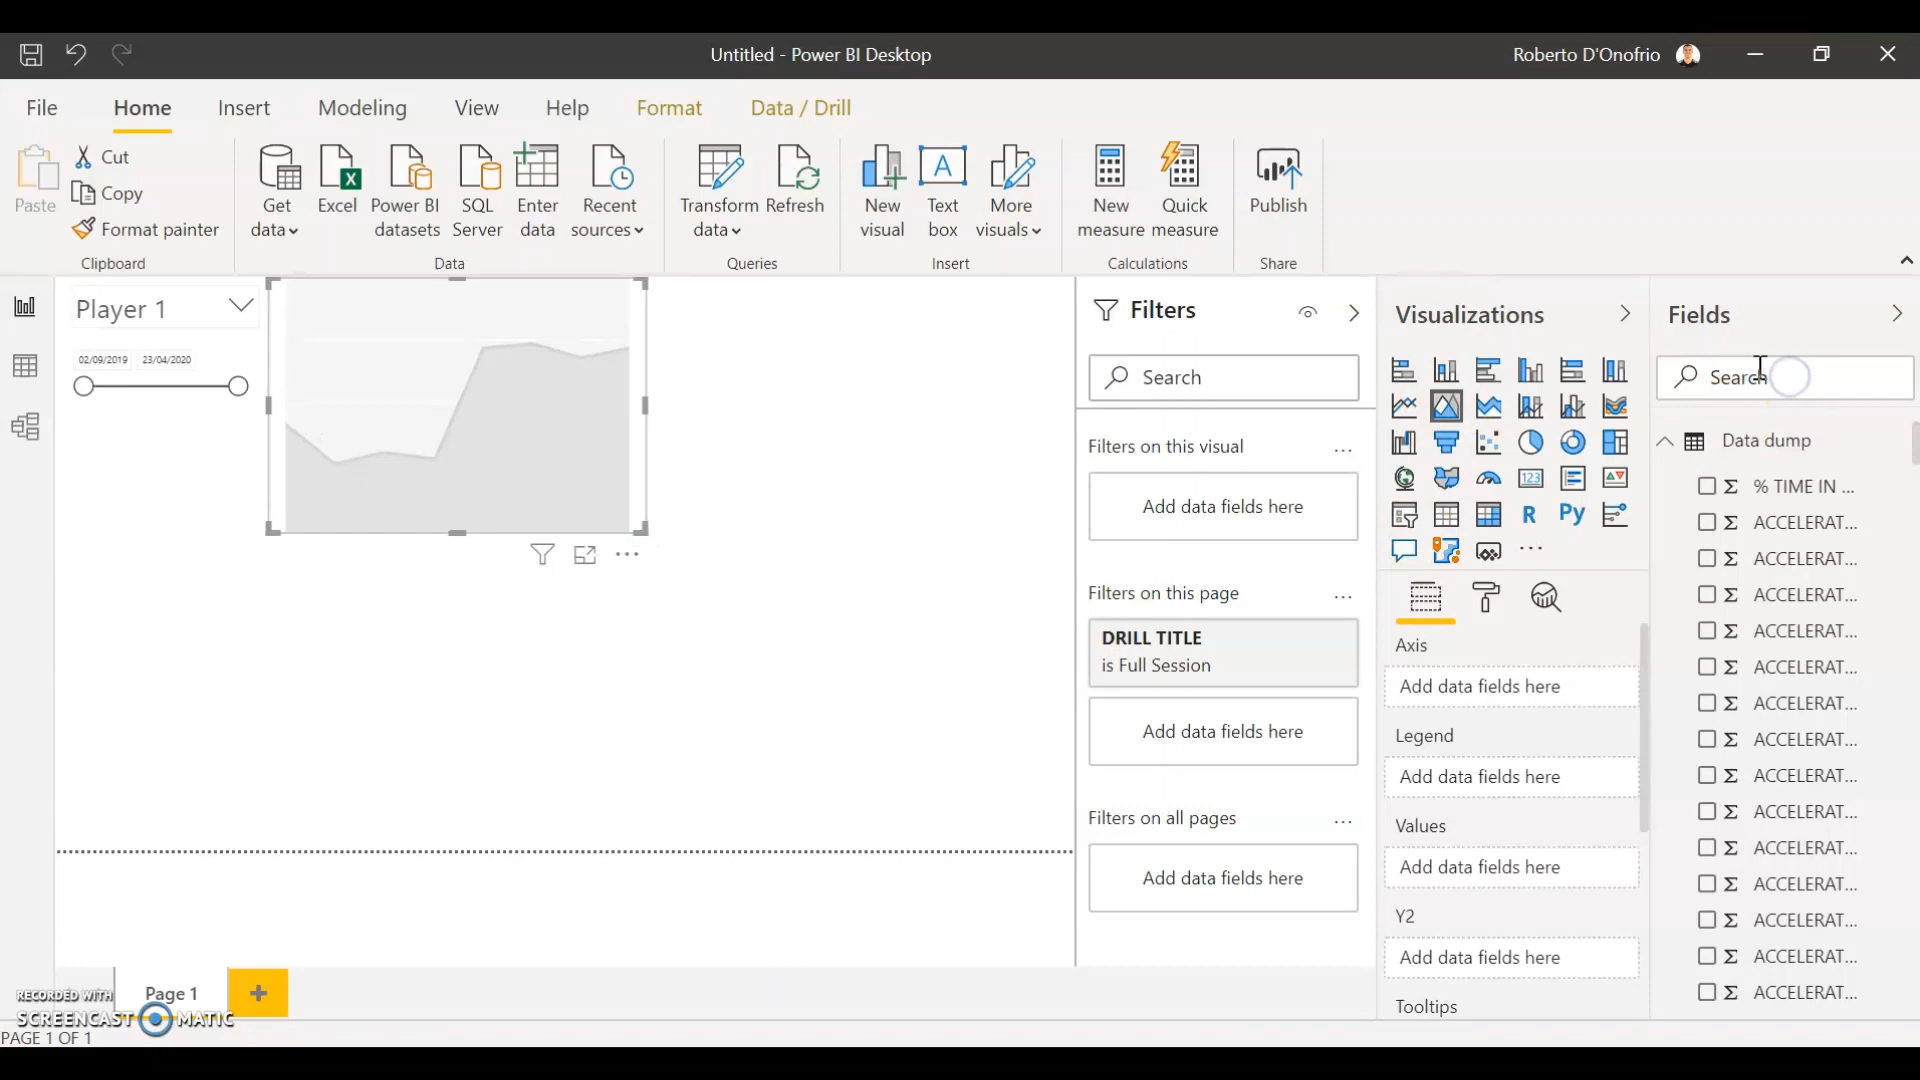 Untitled - Power BI Desktop
Roberto D'Onofrio
File Home Insert Modeling View Help Format Data / Drill
Paste
Cut
Copy
Format painter
Clipboard
Get data
Excel
Power BI datasets
SQL Server
Enter data
Recent sources
Data
Transform data
Refresh
Queries
New visual
A
Text box
More visuals
Insert
New measure
Quick measure
Calculations
Publish
Share
Player 1
02/09/2019 23/04/2020
Filters
Search
Filters on this visual
...
Add data fields here
Filters on this page
...
DRILL TITLE
is Full Session
Add data fields here
Filters on all pages
...
Add data fields here
Visualizations
123
R Py
...
Axis
Add data fields here
Legend
Add data fields here
Values
Add data fields here
Y2
Add data fields here
Tooltips
Fields
Search
Data dump
Σ % TIME IN ...
Σ ACCELERAT...
Σ ACCELERAT...
Σ ACCELERAT...
Σ ACCELERAT...
Σ ACCELERAT...
Σ ACCELERAT...
Σ ACCELERAT...
Σ ACCELERAT...
Σ ACCELERAT...
Σ ACCELERAT...
Σ ACCELERAT...
Σ ACCELERAT...
Σ ACCELERAT...
Σ ACCELERAT...
Page 1
+
RECORDED WITH
SCREENCAST MATIC
PAGE 1 OF 1